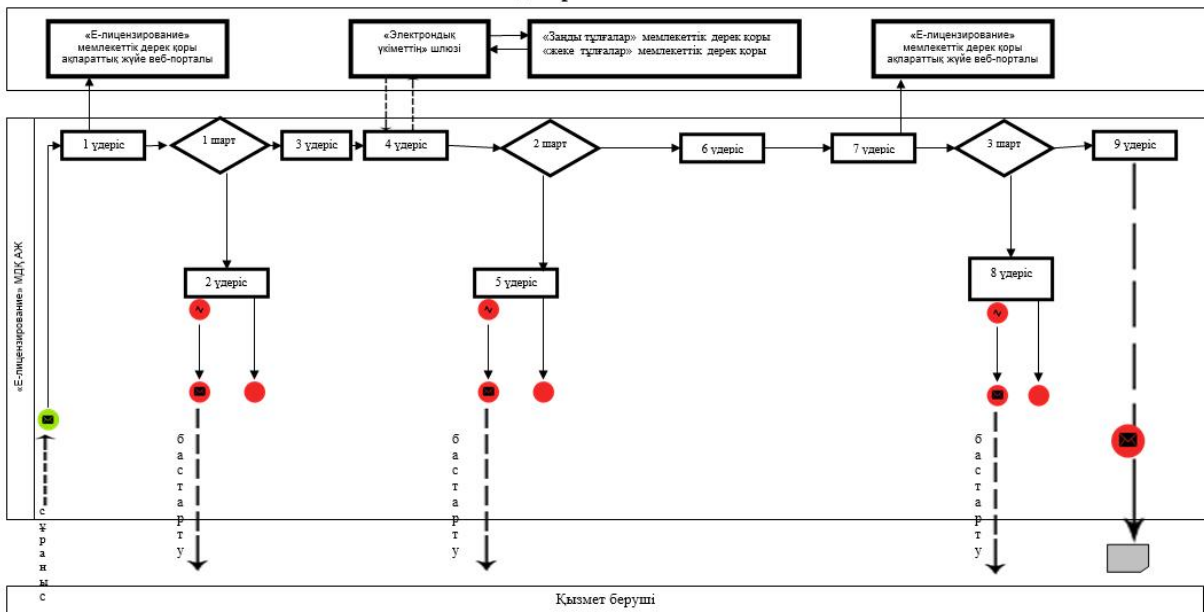 «Е-лицензирование»
мемлекеттік дерек қоры
ақпараттық жүйе веб-порталы
«Электрондық
үкіметтің» шлюзі
«Заңды тұлғалар» мемлекеттік дерек қоры
«жеке тұлғалар» мемлекеттік дерек қоры
«Е-лицензирование»
мемлекеттік дерек қоры
ақпараттық жүйе веб-порталы
«Е-лицензирование» МДҚ АЖ
1 үдеріс
1 шарт
3 үдеріс
4 үдеріс
2 шарт
6 үдеріс
7 үдеріс
3 шарт
9 үдеріс
2 үдеріс
5 үдеріс
8 үдеріс
бастарту
бастарту
бастарту
сұраныс
Қызмет беруші